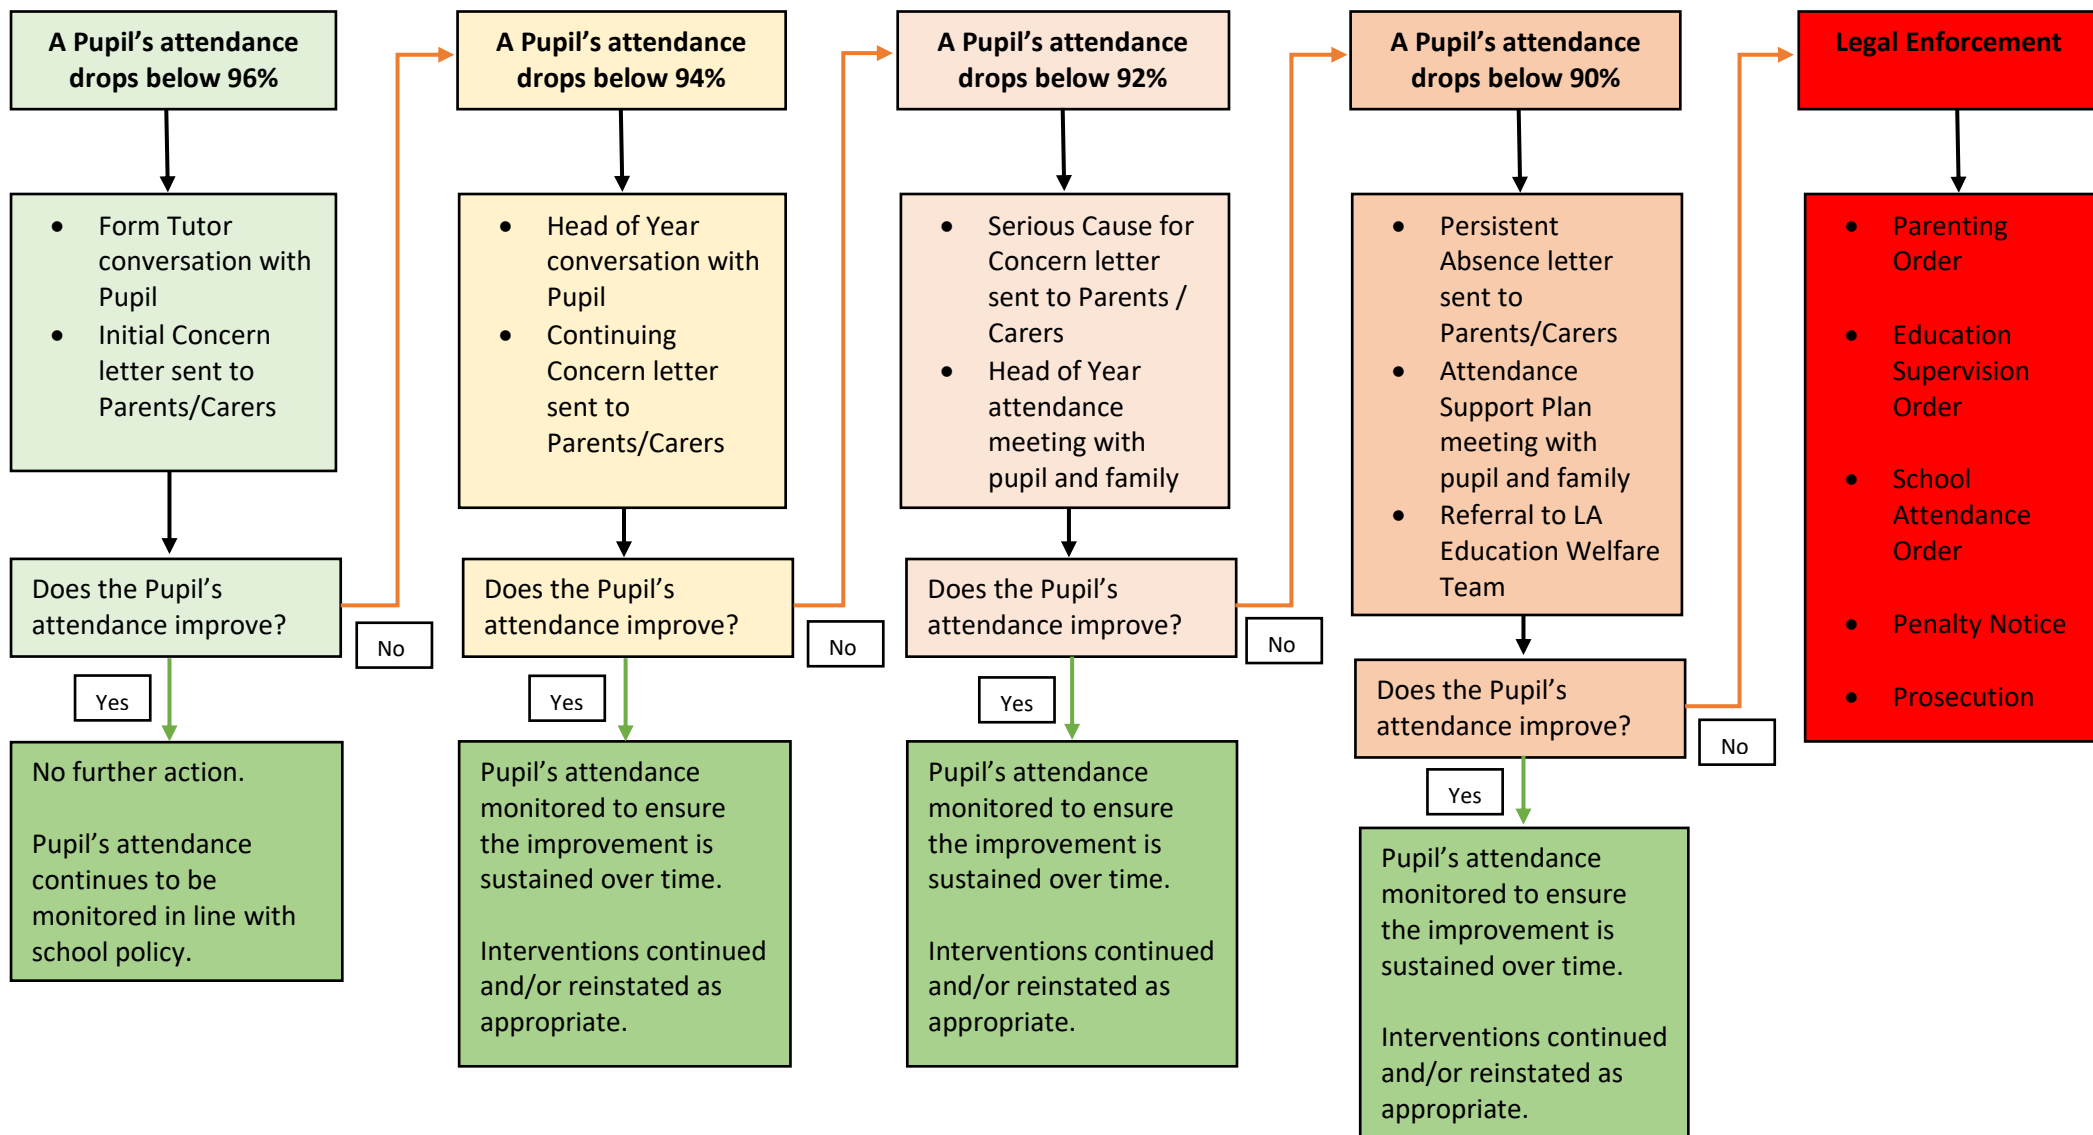 A Pupil’s attendance
drops below 96%
• Form Tutor
conversation with
Pupil
• Initial Concern
letter sent to
Parents/Carers
Does the Pupil’s
attendance improve?
No
Yes
No further action.
Pupil’s attendance
continues to be
monitored in line with
school policy.
A Pupil’s attendance
drops below 94%
• Head of Year
conversation with
Pupil
• Continuing
Concern letter
sent to
Parents/Carers
Does the Pupil’s
attendance improve?
No
Yes
Pupil’s attendance
monitored to ensure
the improvement is
sustained over time.
Interventions continued
and/or reinstated as
appropriate.
A Pupil’s attendance
drops below 92%
• Serious Cause for
Concern letter
sent to Parents /
Carers
• Head of Year
attendance
meeting with
pupil and family
Does the Pupil’s
attendance improve?
No
Yes
Pupil’s attendance
monitored to ensure
the improvement is
sustained over time.
Interventions continued
and/or reinstated as
appropriate.
A Pupil’s attendance
drops below 90%
• Persistent
Absence letter
sent to
Parents/Carers
• Attendance
Support Plan
meeting with
pupil and family
• Referral to LA
Education Welfare
Team
Does the Pupil’s
attendance improve?
No
Yes
Pupil’s attendance
monitored to ensure
the improvement is
sustained over time.
Interventions continued
and/or reinstated as
appropriate.
Legal Enforcement
• Parenting
Order
• Education
Supervision
Order
• School
Attendance
Order
• Penalty Notice
• Prosecution